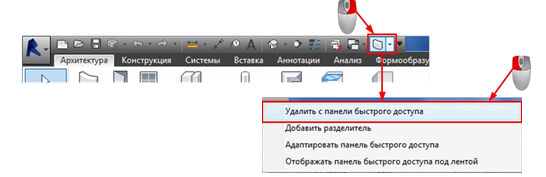 Архитектура Конструкция Системы Вставка Аннотации Анализ Формообразу
Удалить с панели быстрого доступа
Добавить разделитель
Адаптировать панель быстрого доступа
Отображать панель быстрого доступа под лентой